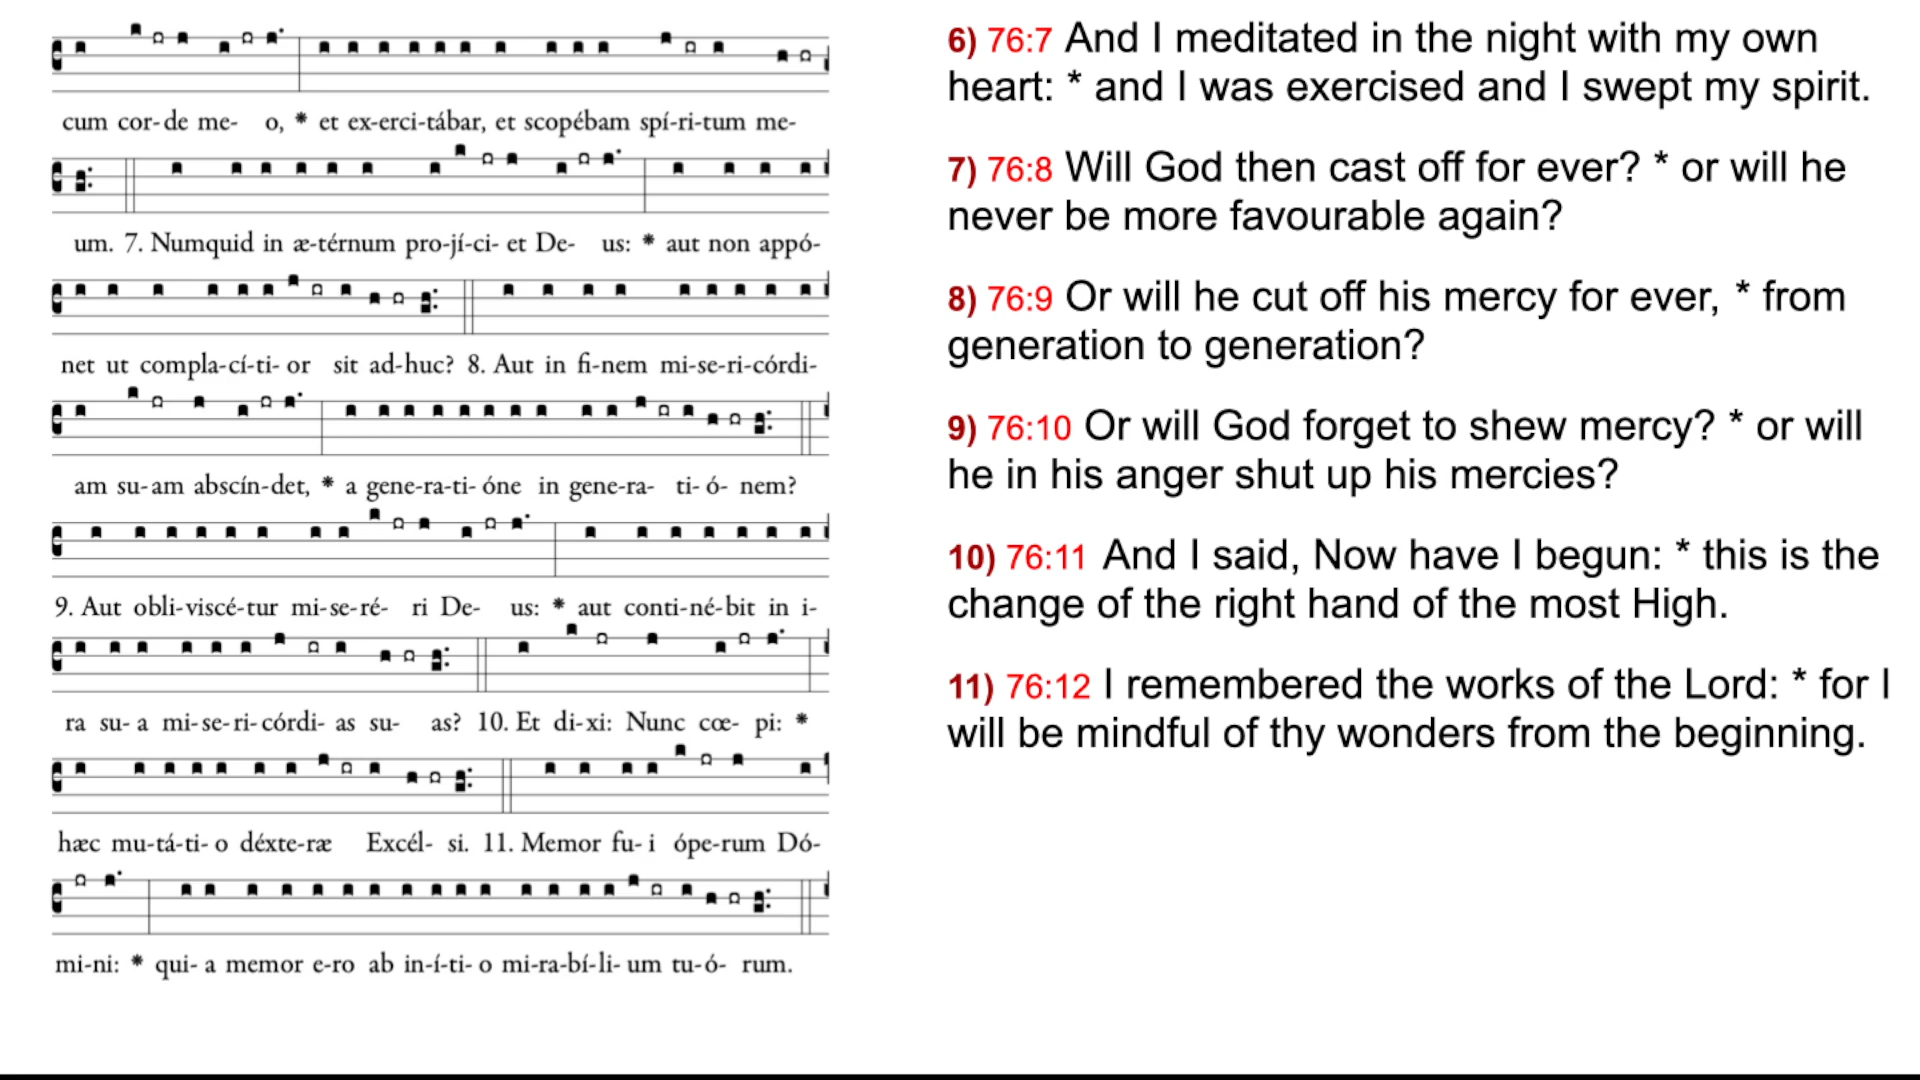 cum cor-de me- o, * et ex-erci-tábar, et scopébam spí-ri-tum me-
um. 7. Numquid in æ-térnum pro-jí-ci- et De- us: * aut non appó-
net ut compla-cí-ti- or sit ad-huc? 8. Aut in fi-nem mi-se-ri-córdi-
am su-am abscín-det, * a gene-ra-ti- óne in gene-ra- ti- ó- nem?
9. Aut obli-viscé-tur mi-se-ré- ri De- us: * aut conti-né-bit in i-
ra su- a mi-se-ri-córdi- as su- as? 10. Et di-xi: Nunc cœ- pi: *
hæc mu-tá-ti- o déxte-ræ Excél- si. 11. Memor fu- i ópe-rum Dó-
mi-ni: * qui- a memor e-ro ab in-í-ti- o mi-ra-bí-li- um tu-ó- rum.
6) 76:7 And I meditated in the night with my own
heart: * and I was exercised and I swept my spirit.
7) 76:8 Will God then cast off for ever? * or will he
never be more favourable again?
8) 76:9 Or will he cut off his mercy for ever, * from
generation to generation?
9) 76:10 Or will God forget to shew mercy? * or will
he in his anger shut up his mercies?
10) 76:11 And I said, Now have I begun: * this is the
change of the right hand of the most High.
11) 76:12 I remembered the works of the Lord: * for I
will be mindful of thy wonders from the beginning.